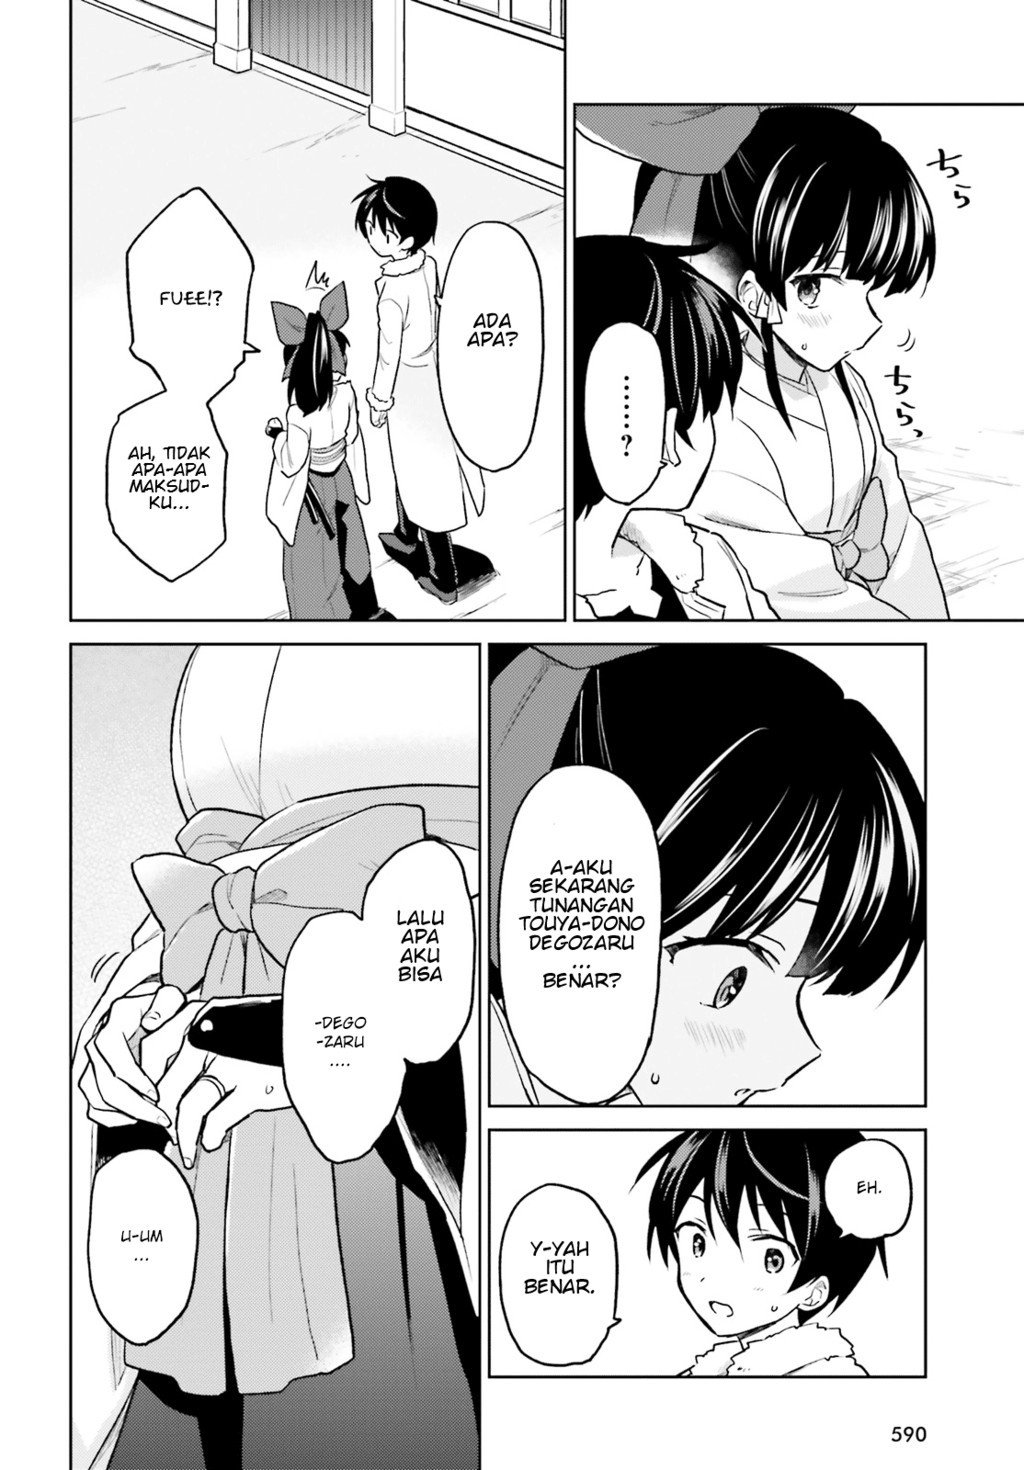 ちら
ちらっ
.......?
ADA
APA?
FUEE!?
AH, TIDAK
APA-APA
MAKSUD-
KU...
A-AKU
SEKARANG
TUNANGAN
TOUYA-DONO
DEGOZARU
...
BENAR?
EH.
Y-YAH
ITU
BENAR.
LALU
APA
AKU
BISA
-DEGO
-ZARU
....
U-UM
...
590